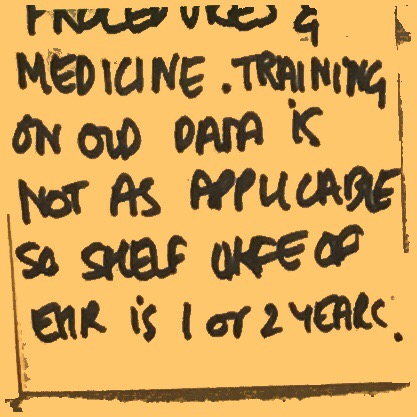 PROCEDURES &
MEDICINE. TRAINING
ON OLD DATA IS
NOT AS APPLICABLE
SO SHELF LIFE OF
EHR is 1 or 2 YEARS.